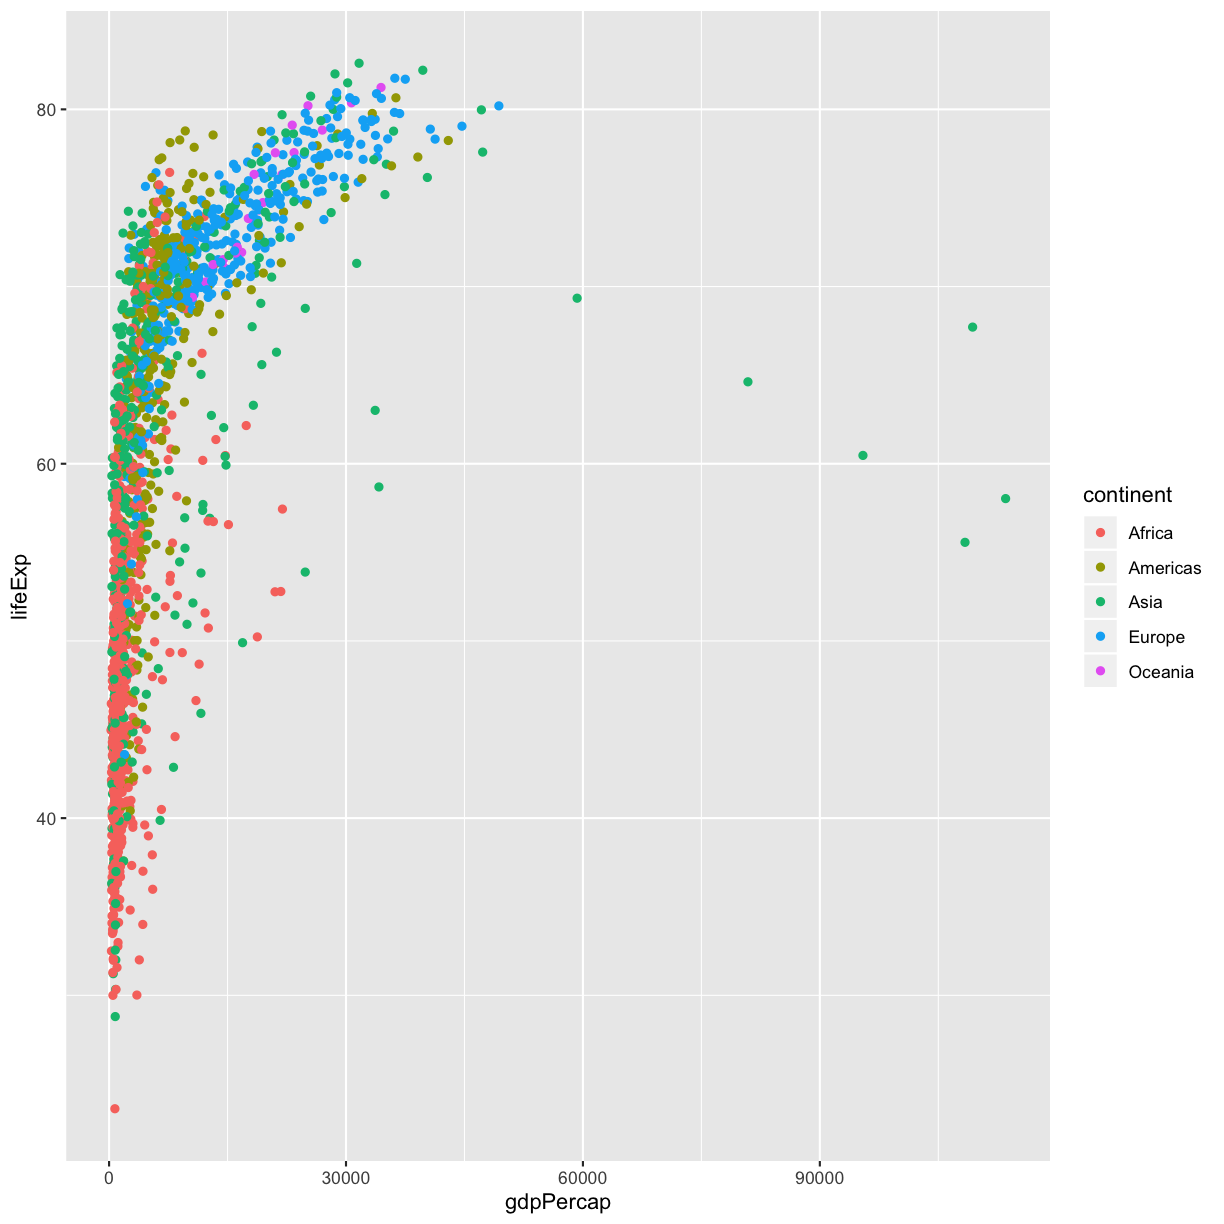 80
60
40
lifeExp
0 30000 60000 90000
gdpPercap
continent
Africa
Americas
Asia
Europe
Oceania